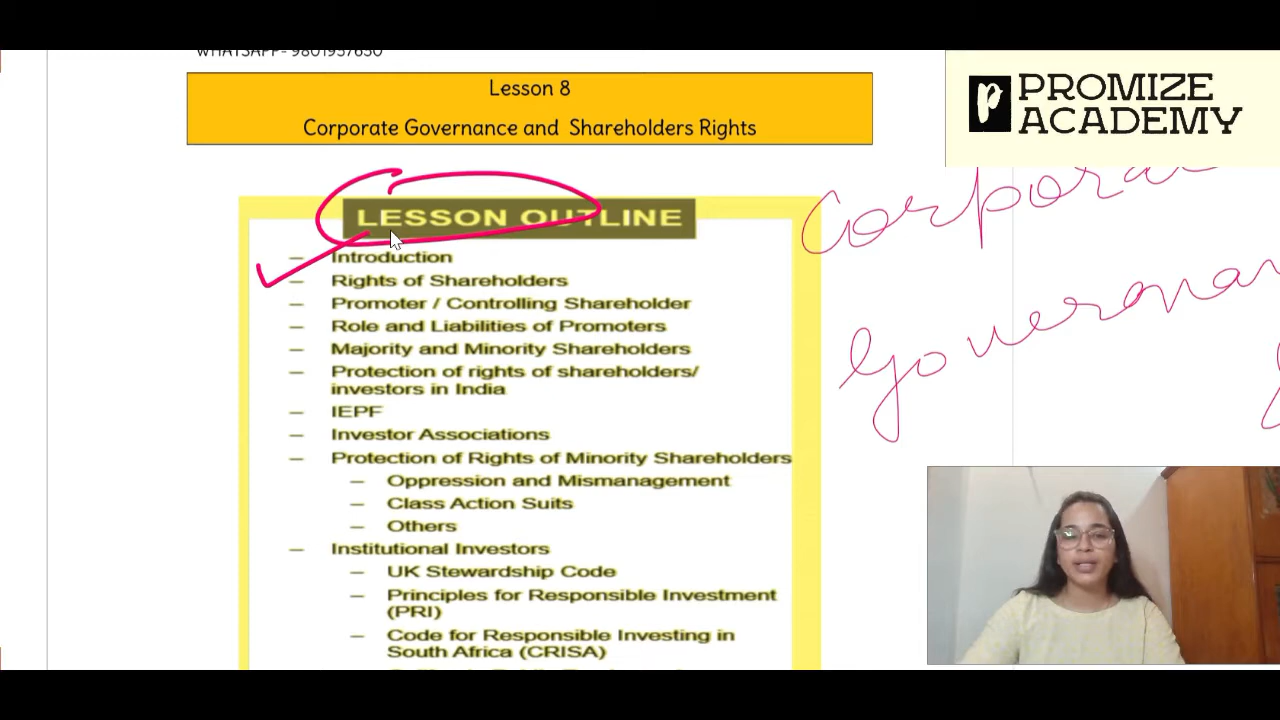 WHATSAPP- 9801937630
Lesson 8
Corporate Governance and Shareholders Rights
PROMIZE
ACADEMY
LESSON OUTLINE
– Introduction
– Rights of Shareholders
– Promoter / Controlling Shareholder
– Role and Liabilities of Promoters
– Majority and Minority Shareholders
– Protection of rights of shareholders/
investors in India
– IEPF
– Investor Associations
– Protection of Rights of Minority Shareholders
– Oppression and Mismanagement
– Class Action Suits
– Others
– Institutional Investors
– UK Stewardship Code
– Principles for Responsible Investment
(PRI)
– Code for Responsible Investing in
South Africa (CRISA)